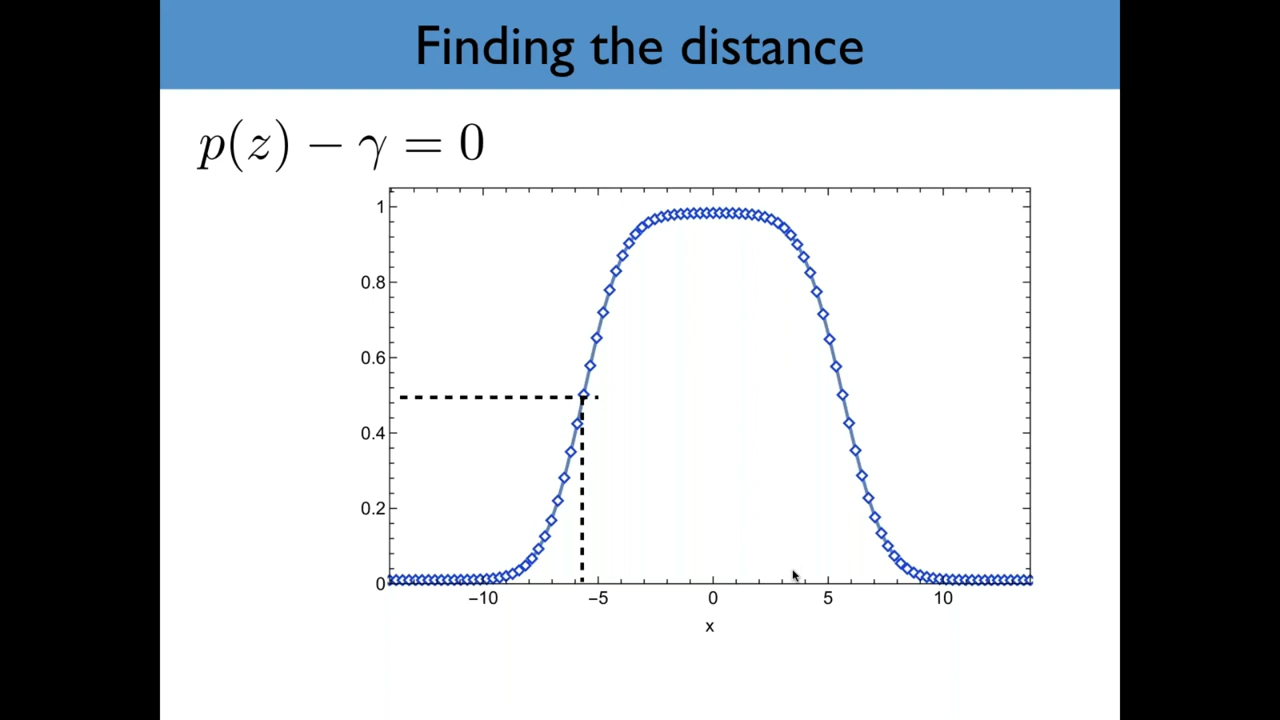 Finding the distance
p(z) − γ = 0
1
0.8
0.6
0.4
0.2
0
−10 −5 0 5 10
x